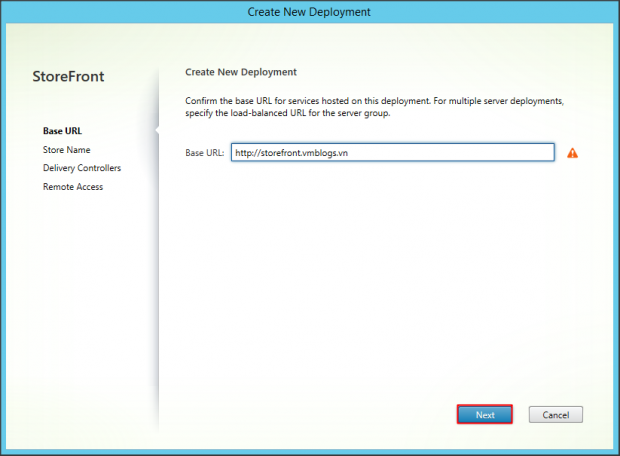 Create New Deployment
StoreFront
Base URL
Store Name
Delivery Controllers
Remote Access
Create New Deployment
Confirm the base URL for services hosted on this deployment. For multiple server deployments,
specify the load-balanced URL for the server group.
Base URL: http://storefront.vmblogs.vn
Next Cancel